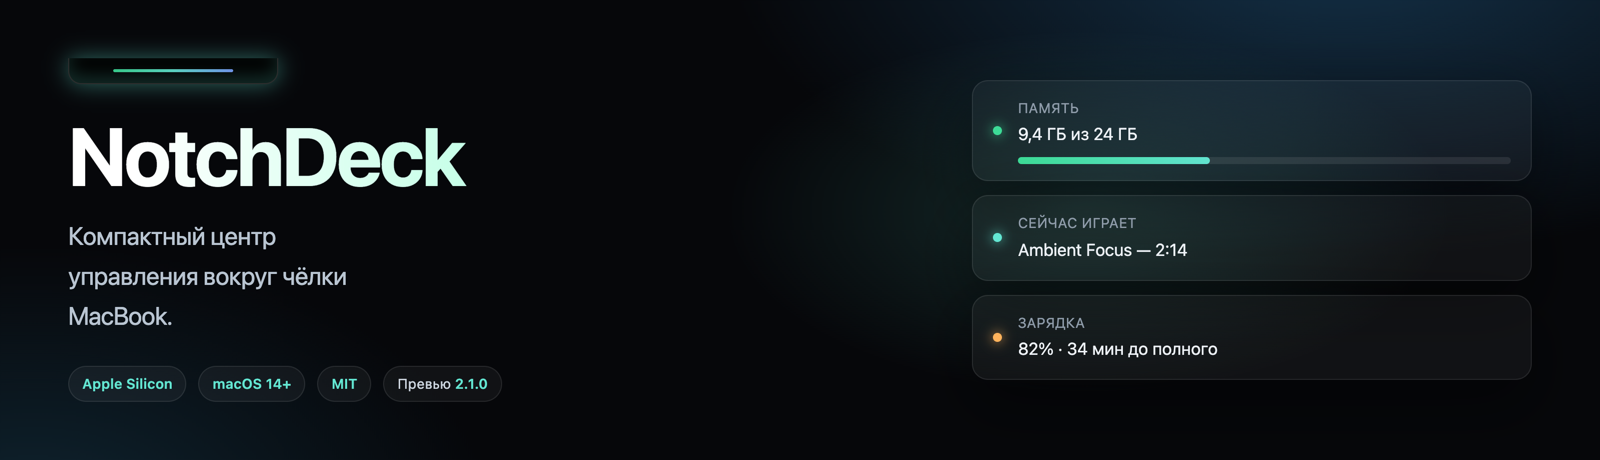 NotchDeck
Компактный центр
управления вокруг чёлки
MacBook.
Apple Silicon
macOS 14+
MIT
Превью 2.1.0
ПАМЯТЬ
9,4 ГБ из 24 ГБ
СЕЙЧАС ИГРАЕТ
Ambient Focus — 2:14
ЗАРЯДКА
82% · 34 мин до полного